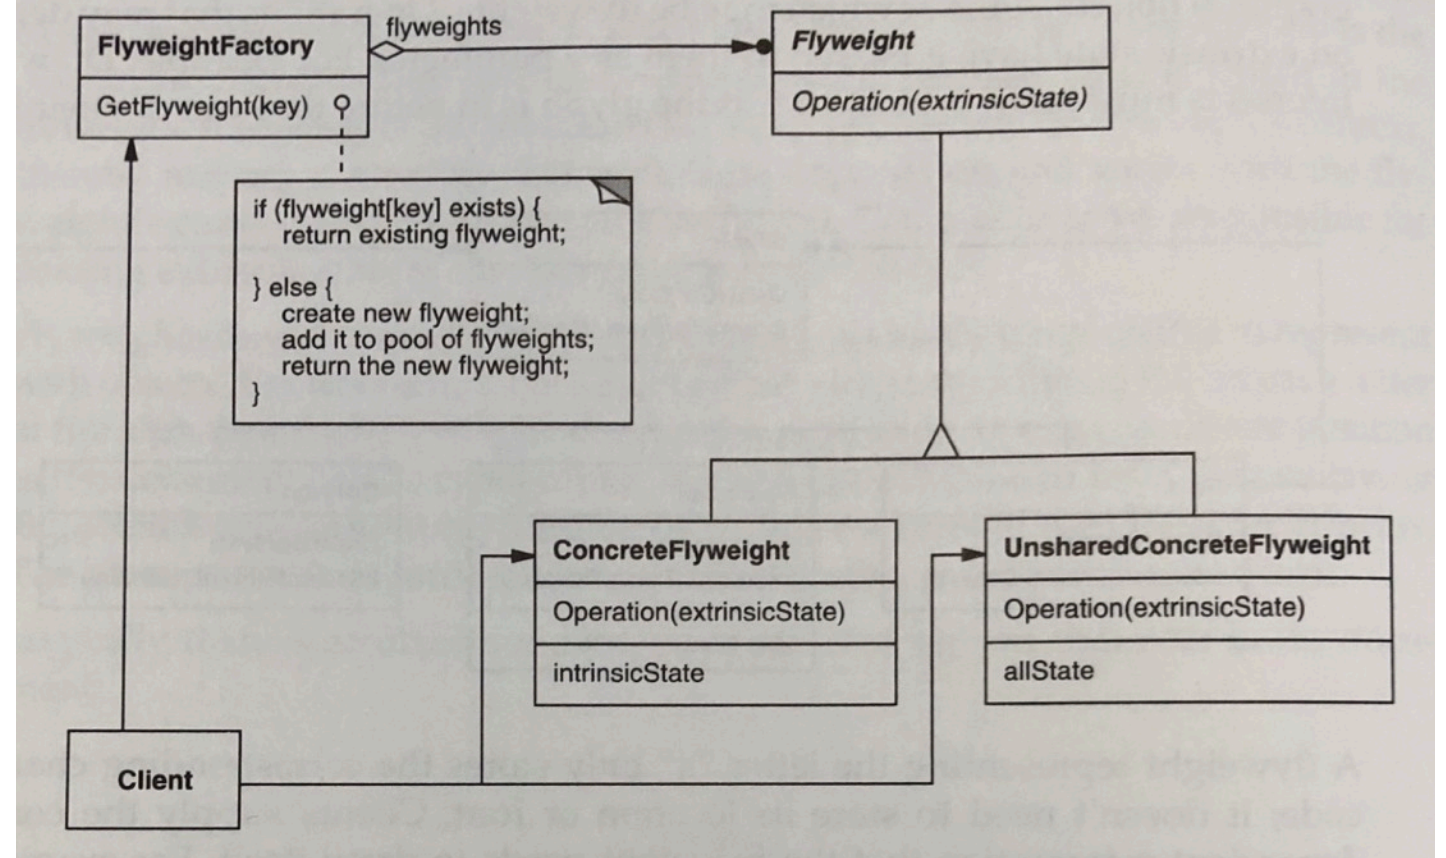 flyweights
FlyweightFactory
GetFlyweight(key)
Flyweight
Operation(extrinsicState)
if (flyweight[key] exists) {
return existing flyweight;
} else {
create new flyweight;
add it to pool of flyweights;
return the new flyweight;
}
ConcreteFlyweight
Operation(extrinsicState)
intrinsicState
UnsharedConcreteFlyweight
Operation(extrinsicState)
allState
Client